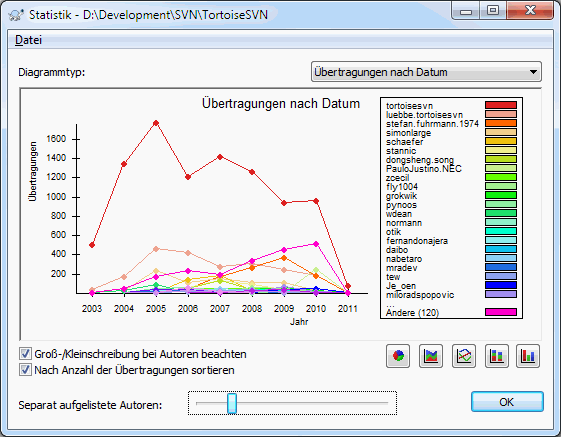 Statistik - D:\Development\SVN\TortoiseSVN
Datei
Diagrammtyp:
Übertragungen nach Datum
Übertragungen nach Datum
Übertragungen
1600
1400
1200
1000
800
600
400
200
2003 2004 2005 2006 2007 2008 2009 2010 2011
Jahr
tortoisesvn
luebbe.tortoisesvn
stefan.fuhrmann.1974
simonlarge
schaefer
stannic
dongsheng.song
PauloJustino.NEC
zcecil
fly1004
grokwik
pynoos
wdean
normann
otik
fernandonajera
daibo
nabetaro
mradev
tew
Je_oen
miloradspopovic
...
Andere (120)
Groß-/Kleinschreibung bei Autoren beachten
Nach Anzahl der Übertragungen sortieren
Separat aufgelistete Autoren:
OK